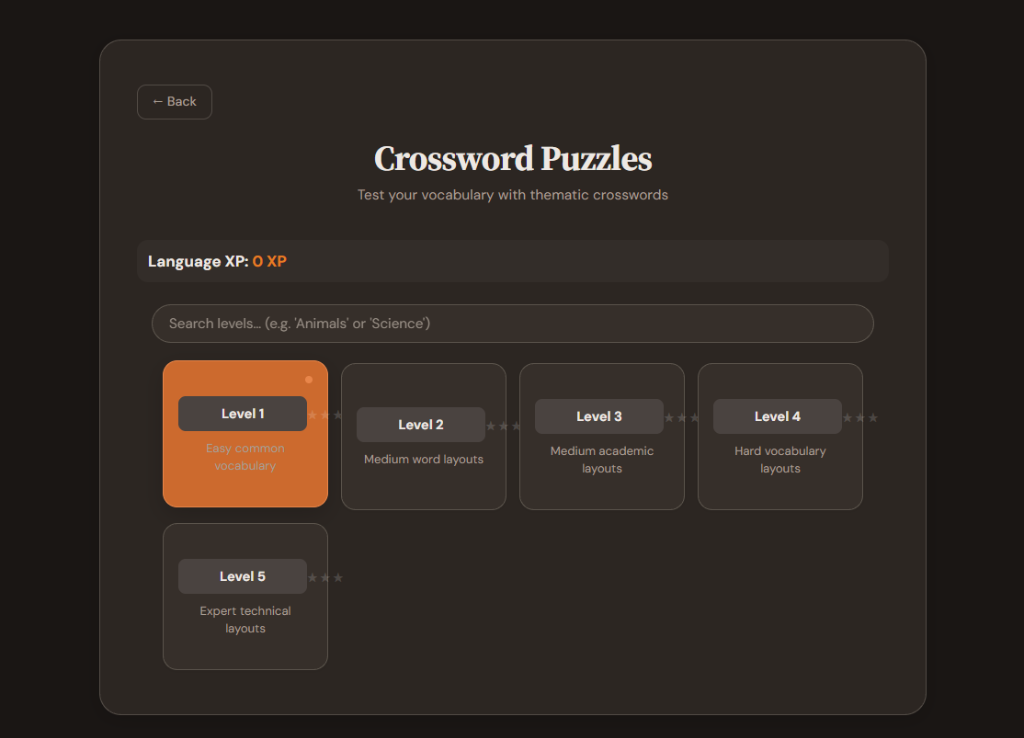 ← Back
Crossword Puzzles
Test your vocabulary with thematic crosswords
Language XP: 0 XP
Search levels... (e.g. 'Animals' or 'Science')
Level 1
★★★
Easy common
vocabulary
Level 2
★★★
Medium word layouts
Level 3
★★★
Medium academic
layouts
Level 4
★★★
Hard vocabulary
layouts
Level 5
★★★
Expert technical
layouts